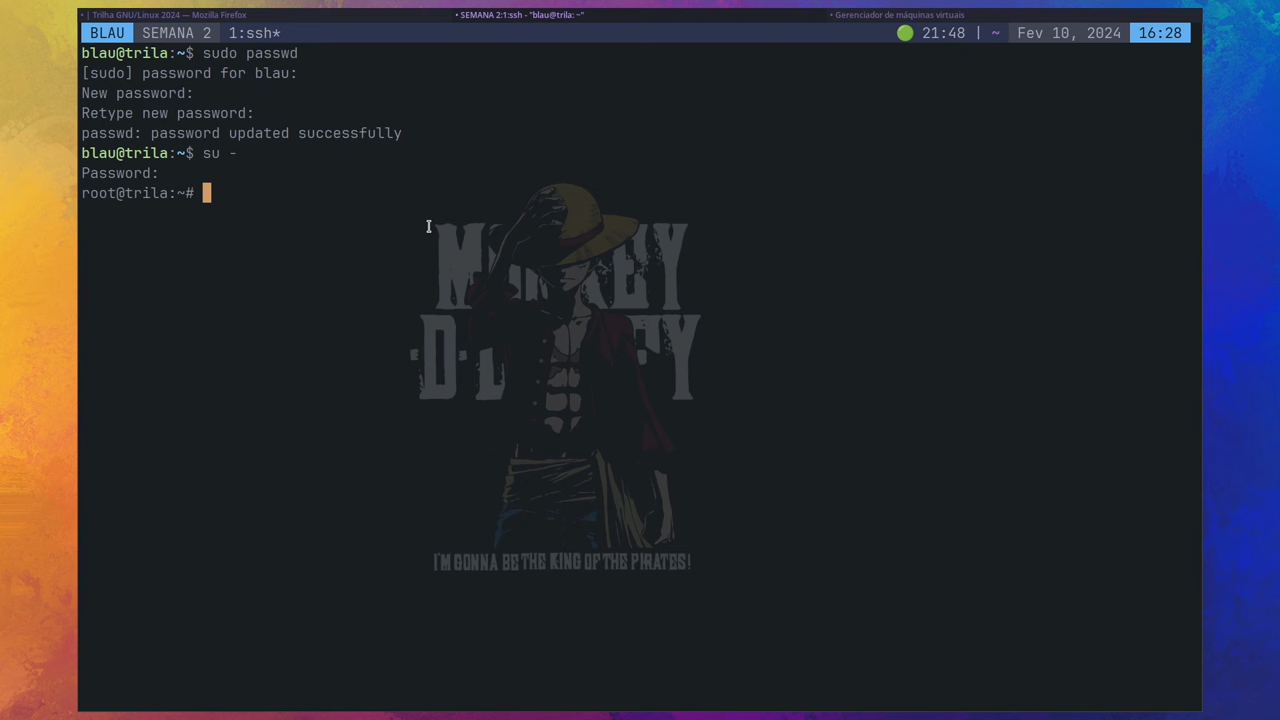 • | Trilha GNU/Linux 2024 — Mozilla Firefox • SEMANA 2:1:ssh - "blau@trila: ~" • Gerenciador de máquinas virtuais
BLAU SEMANA 2 1:ssh* 21:48 | ~ Fev 10, 2024 16:28
blau@trila:~$ sudo passwd
[sudo] password for blau:
New password:
Retype new password:
passwd: password updated successfully
blau@trila:~$ su -
Password:
root@trila:~#
I'M GONNA BE THE KING OF THE PIRATES!